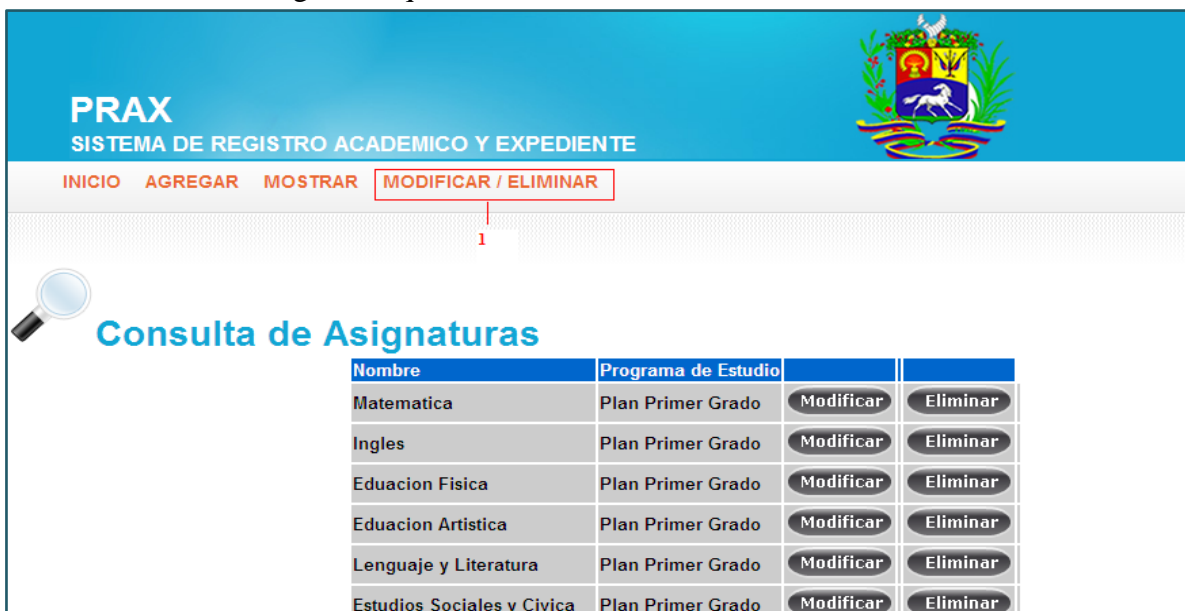 PRAX
SISTEMA DE REGISTRO ACADEMICO Y EXPEDIENTE
INICIO AGREGAR MOSTRAR MODIFICAR / ELIMINAR
1
Consulta de Asignaturas
Nombre Programa de Estudio
Matematica Plan Primer Grado Modificar Eliminar
Ingles Plan Primer Grado Modificar Eliminar
Eduacion Fisica Plan Primer Grado Modificar Eliminar
Eduacion Artistica Plan Primer Grado Modificar Eliminar
Lenguaje y Literatura Plan Primer Grado Modificar Eliminar
Estudios Sociales y Civica Plan Primer Grado Modificar Eliminar